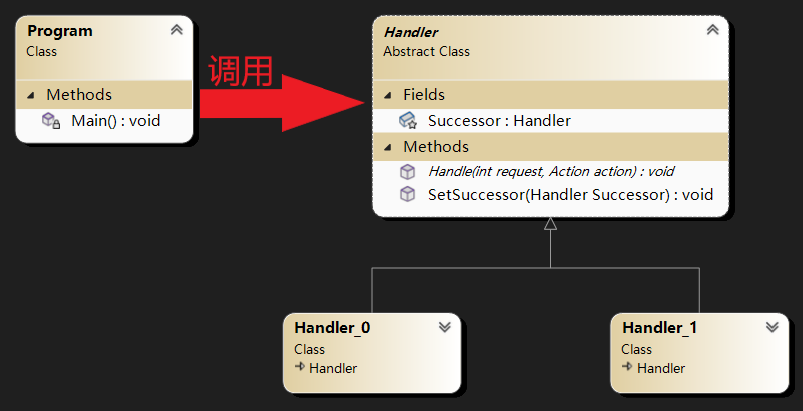 Program
Class
Methods
Main() : void
调用
Handler
Abstract Class
Fields
Successor : Handler
Methods
Handle(int request, Action action) : void
SetSuccessor(Handler Successor) : void
Handler_0
Class
Handler
Handler_1
Class
Handler